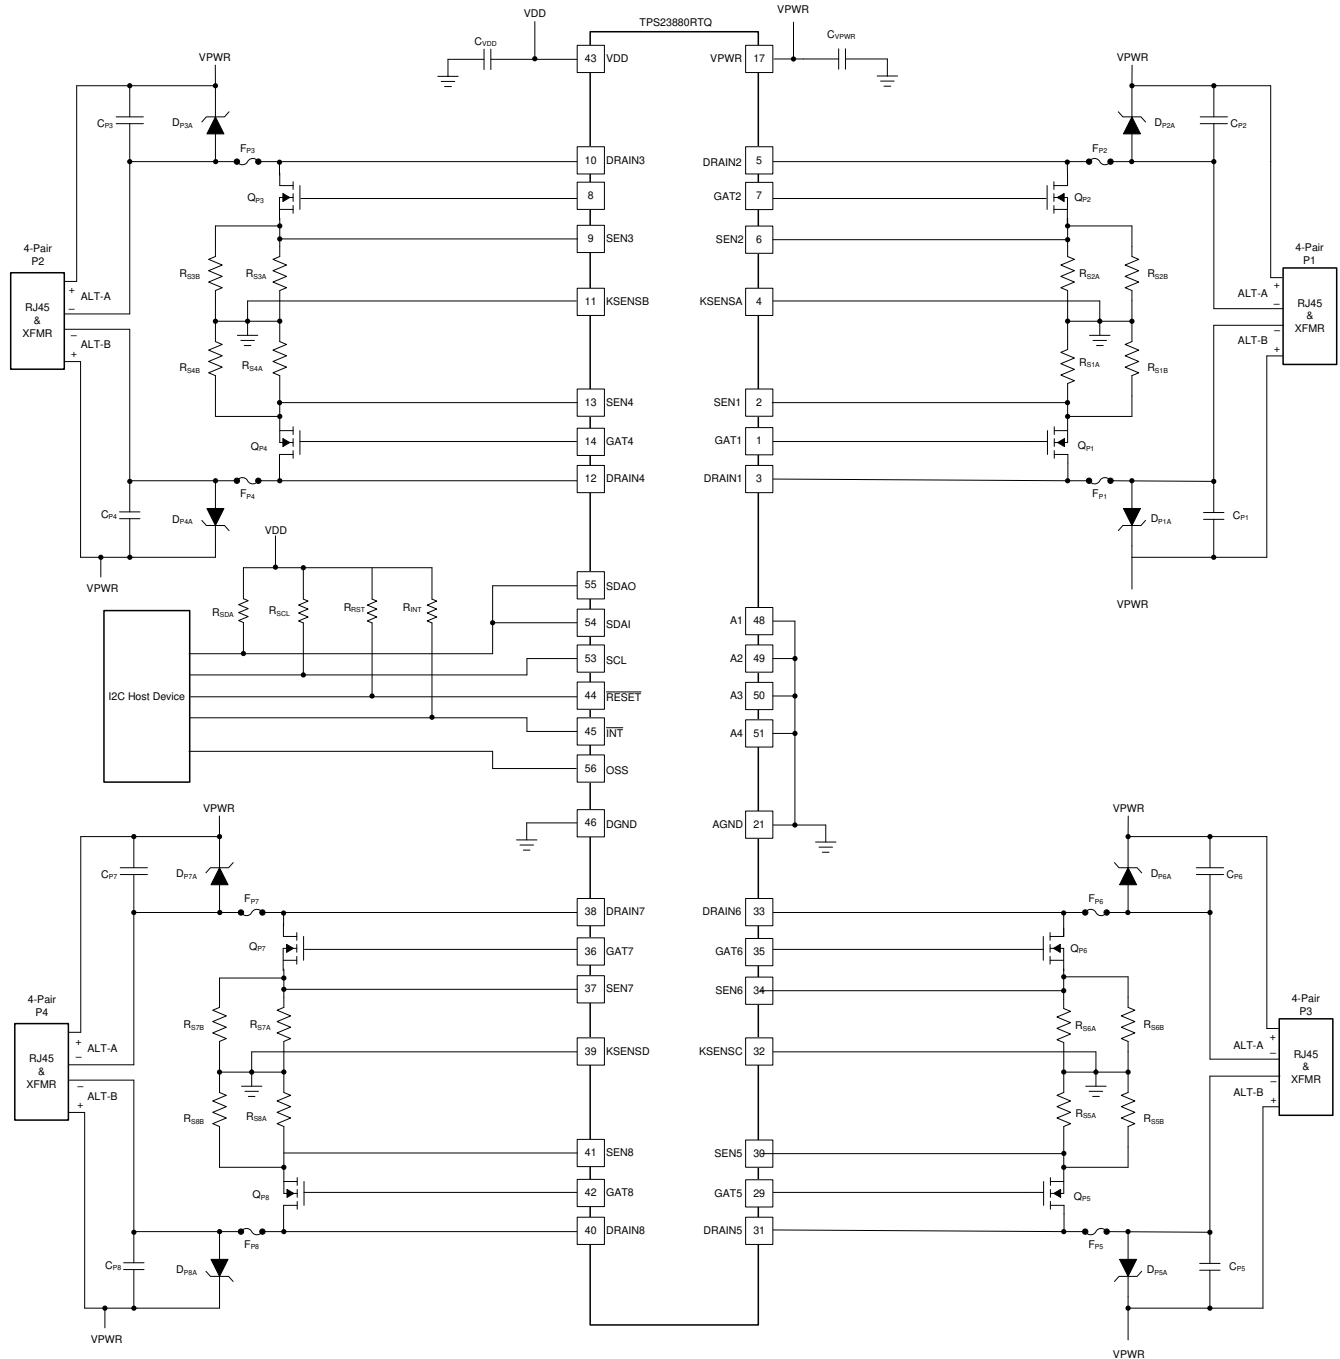 TPS23880RTQ
VDD
VPWR
CVDD
CVPWR
43 VDD
VPWR 17
VPWR
CP3
DP3A
FP3
10 DRAIN3
QP3
8
9 SEN3
4-Pair
P2
RS3B
RS3A
11 KSENSB
RJ45
&
XFMR
+
ALT-A
−
−
ALT-B
+
RS4B
RS4A
13 SEN4
QP4
14 GAT4
12 DRAIN4
FP4
CP4
DP4A
VPWR
VPWR
DP2A
CP2
FP2
DRAIN2 5
GAT2 7
QP2
SEN2 6
4-Pair
P1
RS2A
RS2B
KSENSA 4
RJ45
&
XFMR
+
ALT-A
−
−
ALT-B
+
RS1A
RS1B
SEN1 2
GAT1 1
QP1
DRAIN1 3
FP1
DP1A
CP1
VPWR
VDD
RSDA
RSCL
RRST
RINT
I2C Host Device
55 SDAO
54 SDAI
53 SCL
44 RESET
45 INT
56 OSS
46 DGND
A1 48
A2 49
A3 50
A4 51
AGND 21
VPWR
CP7
DP7A
FP7
38 DRAIN7
QP7
36 GAT7
37 SEN7
4-Pair
P4
RS7B
RS7A
39 KSENSD
RJ45
&
XFMR
+
ALT-A
−
−
ALT-B
+
RS8B
RS8A
41 SEN8
QP8
42 GAT8
40 DRAIN8
FP8
CP8
DP8A
VPWR
VPWR
DP6A
CP6
FP6
DRAIN6 33
GAT6 35
QP6
SEN6 34
4-Pair
P3
RS6A
RS6B
KSENSC 32
RJ45
&
XFMR
+
ALT-A
−
−
ALT-B
+
RS5A
RS5B
SEN5 30
GAT5 29
QP5
DRAIN5 31
FP5
DP5A
CP5
VPWR